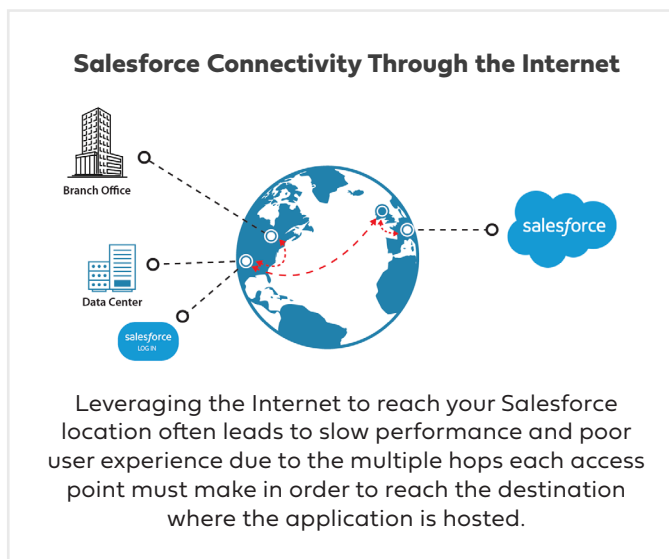 Salesforce Connectivity Through the Internet
Branch Office
Data Center
salesforce
LOG IN
salesforce
Leveraging the Internet to reach your Salesforce
location often leads to slow performance and poor
user experience due to the multiple hops each access
point must make in order to reach the destination
where the application is hosted.